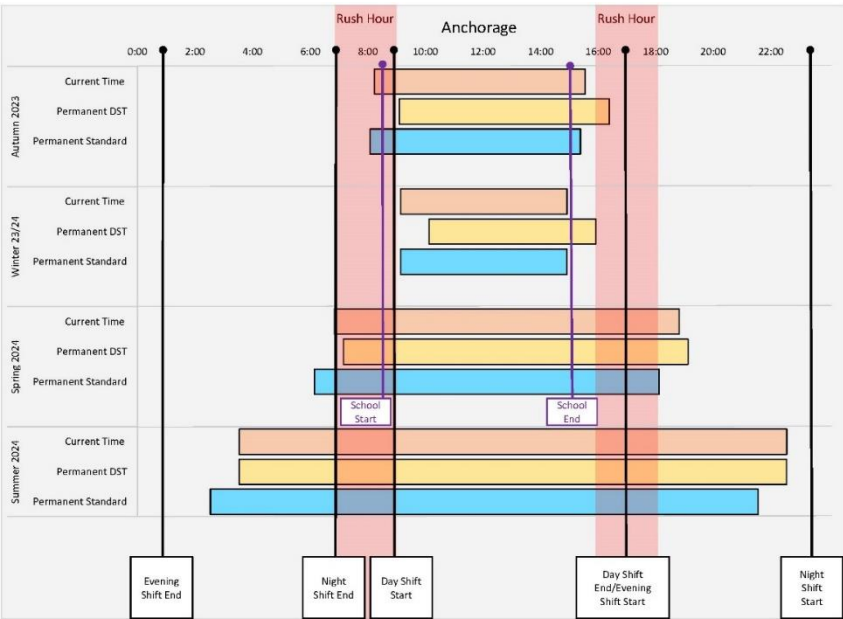 Rush Hour
Anchorage
Rush Hour
0:00 2:00 4:00 6:00 8:00 10:00 12:00 14:00 16:00 18:00 20:00 22:00
Autumn 2023
Current Time
Permanent DST
Permanent Standard
Winter 23/24
Current Time
Permanent DST
Permanent Standard
Spring 2024
Current Time
Permanent DST
Permanent Standard
School
Start
School
End
Summer 2024
Current Time
Permanent DST
Permanent Standard
Evening
Shift End
Night
Shift End
Day Shift
Start
Day Shift
End/Evening
Shift Start
Night
Shift
Start